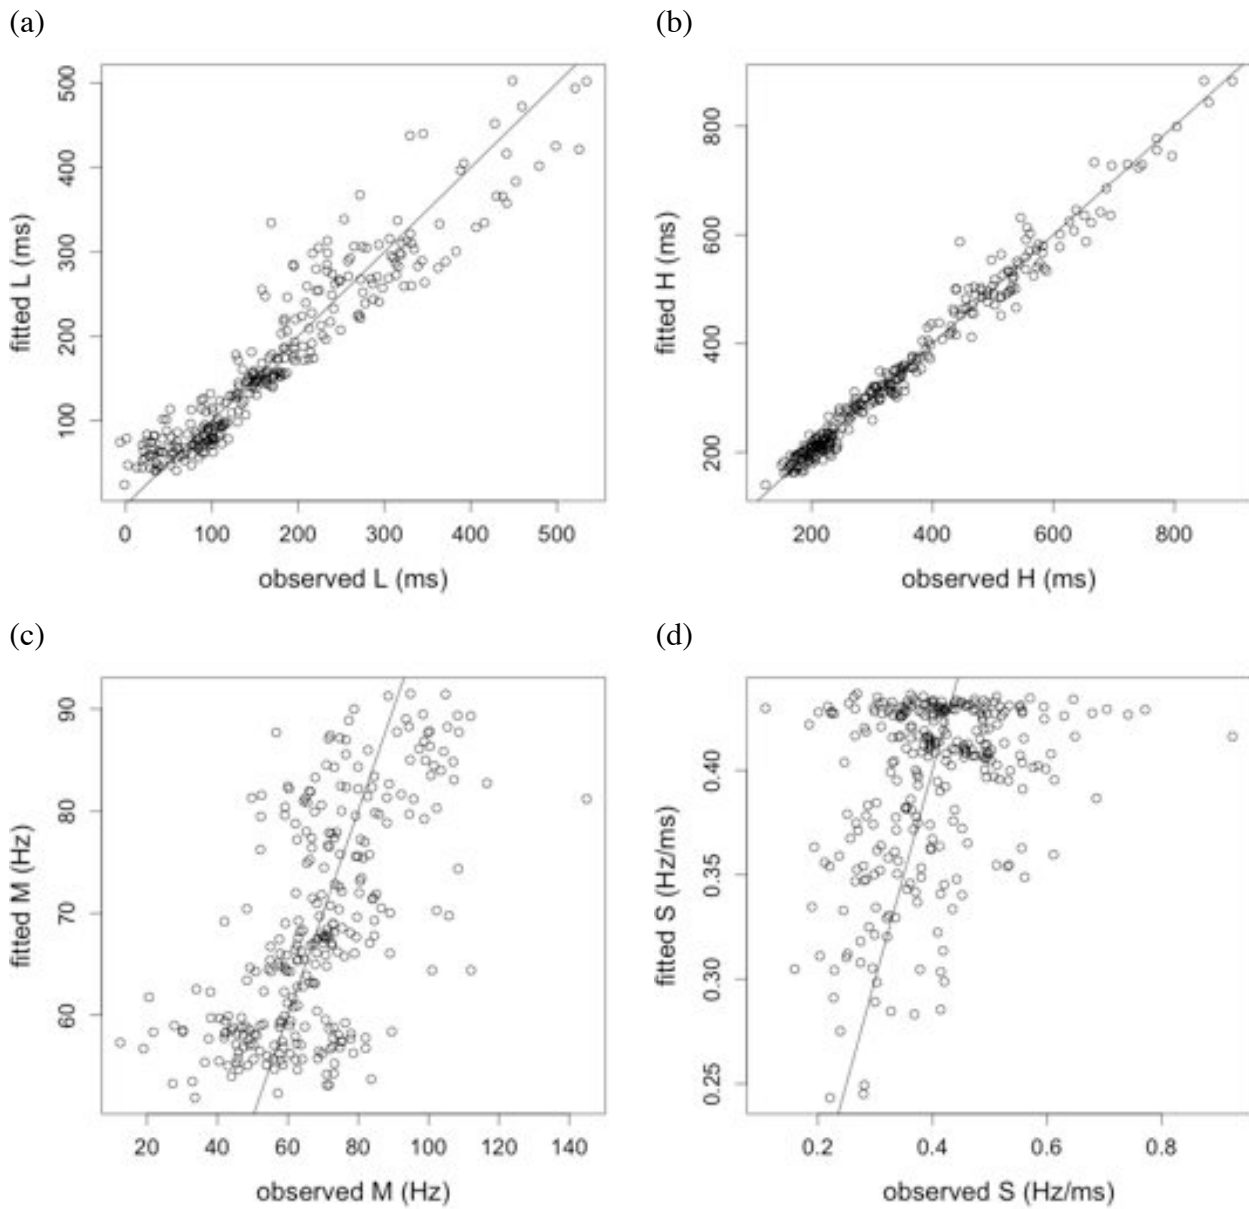 (a)
fitted L (ms)
500
400
300
200
100
0 100 200 300 400 500
observed L (ms)
(b)
fitted H (ms)
800
600
400
200
200 400 600 800
observed H (ms)
(c)
fitted M (Hz)
90
80
70
60
20 40 60 80 100 120 140
observed M (Hz)
(d)
fitted S (Hz/ms)
0.40
0.35
0.30
0.25
0.2 0.4 0.6 0.8
observed S (Hz/ms)